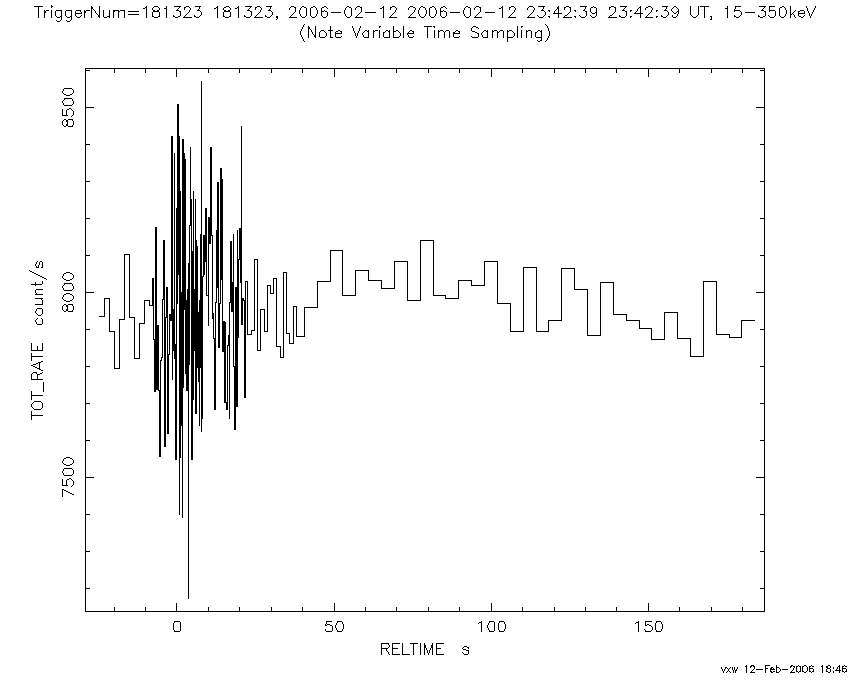 TriggerNum=181323 181323, 2006-02-12 2006-02-12 23:42:39 23:42:39 UT, 15-350keV
(Note Variable Time Sampling)
8500
8000
7500
TOT_RATE count/s
0 50 100 150
RELTIME s
vxw 12-Feb-2006 18:46